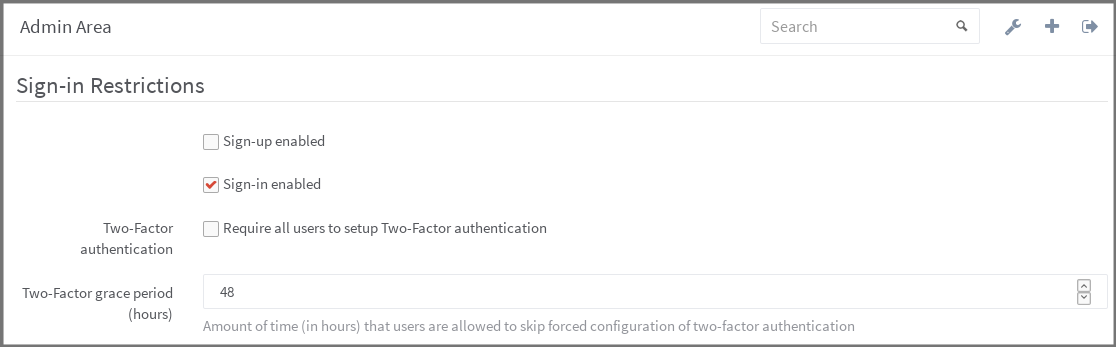 Admin Area
Search
Sign-in Restrictions
Sign-up enabled
Sign-in enabled
Two-Factor
authentication
Require all users to setup Two-Factor authentication
Two-Factor grace period
(hours)
48
Amount of time (in hours) that users are allowed to skip forced configuration of two-factor authentication